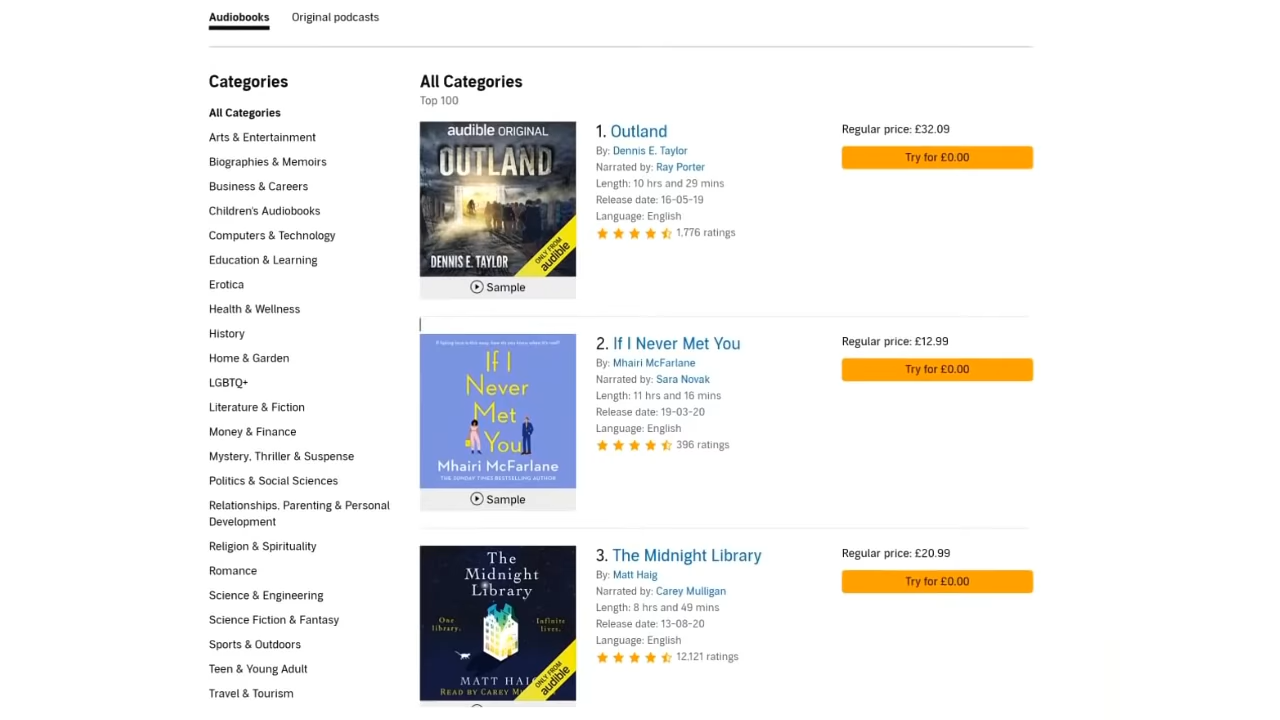 Audiobooks Original podcasts
Categories
All Categories
Arts & Entertainment
Biographies & Memoirs
Business & Careers
Children's Audiobooks
Computers & Technology
Education & Learning
Erotica
Health & Wellness
History
Home & Garden
LGBTQ+
Literature & Fiction
Money & Finance
Mystery, Thriller & Suspense
Politics & Social Sciences
Relationships, Parenting & Personal
Development
Religion & Spirituality
Romance
Science & Engineering
Science Fiction & Fantasy
Sports & Outdoors
Teen & Young Adult
Travel & Tourism
All Categories
Top 100
audible ORIGINAL
OUTLAND
DENNIS E. TAYLOR
ONLY FROM
audible
Sample
1. Outland
By: Dennis E. Taylor
Narrated by: Ray Porter
Length: 10 hrs and 29 mins
Release date: 16-05-19
Language: English
1,776 ratings
Regular price: £32.09
Try for £0.00
If I
Never
Met
You
Mhairi McFarlane
THE SUNDAY TIMES BESTSELLING AUTHOR
Sample
2. If I Never Met You
By: Mhairi McFarlane
Narrated by: Sara Novak
Length: 11 hrs and 16 mins
Release date: 19-03-20
Language: English
396 ratings
Regular price: £12.99
Try for £0.00
The
Midnight
Library
One
library.
Infinite
lives.
MATT HAIG
READ BY CAREY
ONLY FROM
audible
3. The Midnight Library
By: Matt Haig
Narrated by: Carey Mulligan
Length: 8 hrs and 49 mins
Release date: 13-08-20
Language: English
12,121 ratings
Regular price: £20.99
Try for £0.00